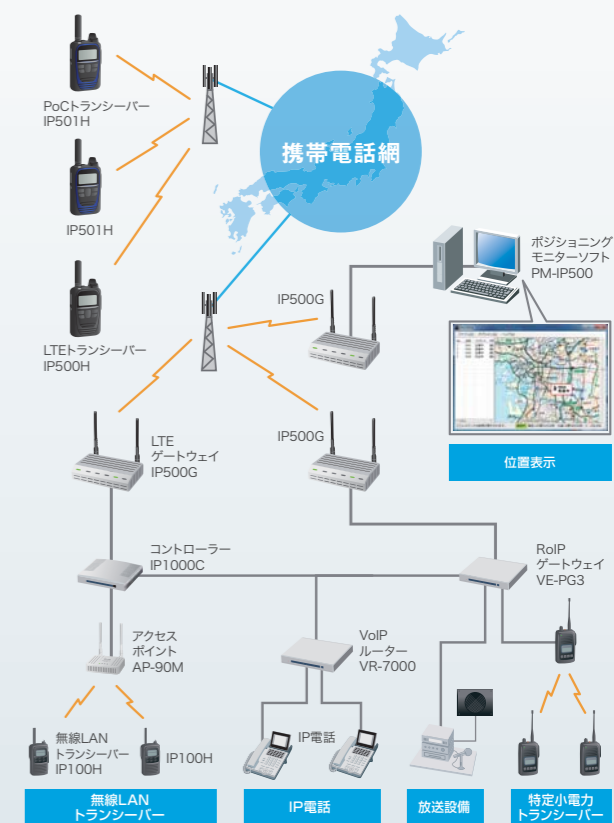 PoCトランシーバー
IP501H
携帯電話網
IP501H
ポジショニング
モニターソフト
PM-IP500
IP500G
LTEトランシーバー
IP500H
位置表示
LTE
ゲートウェイ
IP500G
IP500G
コントローラー
IP1000C
RoIP
ゲートウェイ
VE-PG3
アクセス
ポイント
AP-90M
VoIP
ルーター
VR-7000
無線LAN
トランシーバー
IP100H
IP100H
IP電話
無線LAN
トランシーバー
IP電話
放送設備
特定小電力
トランシーバー